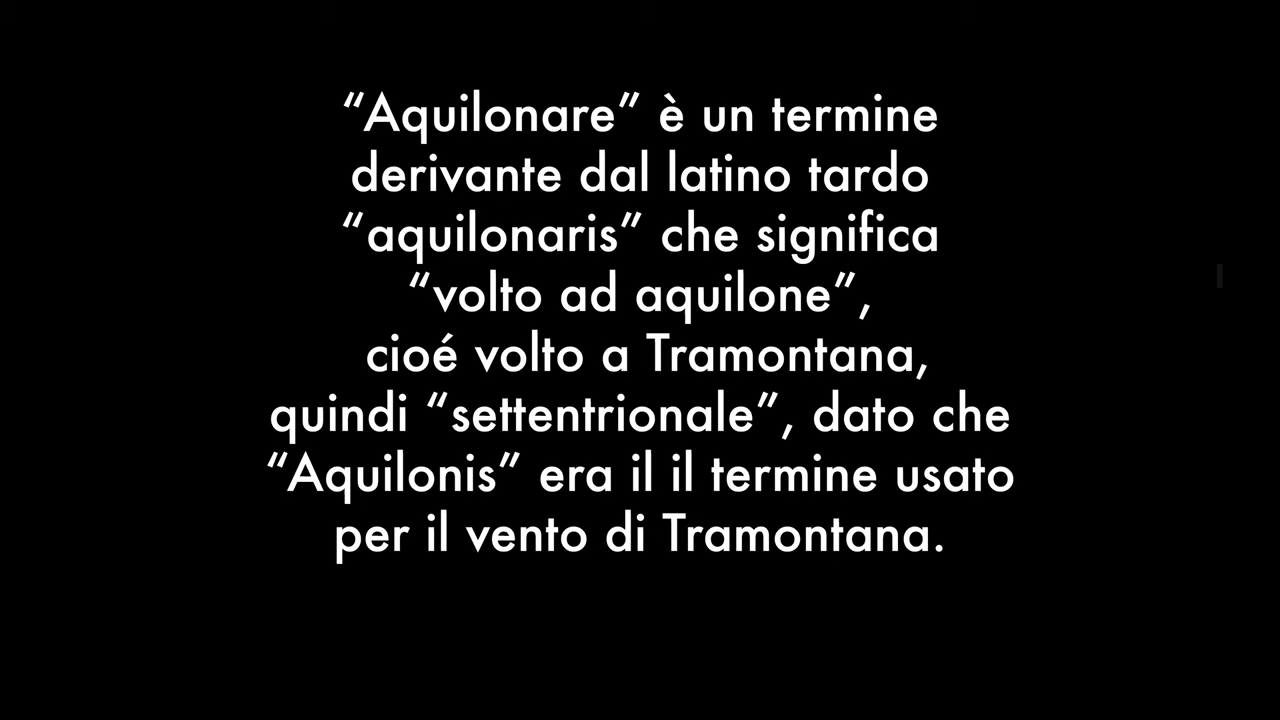 “Aquilonare” è un termine
derivante dal latino tardo
“aquilonaris” che significa
“volto ad aquilone”,
cioé volto a Tramontana,
quindi “settentrionale”, dato che
“Aquilonis” era il il termine usato
per il vento di Tramontana.